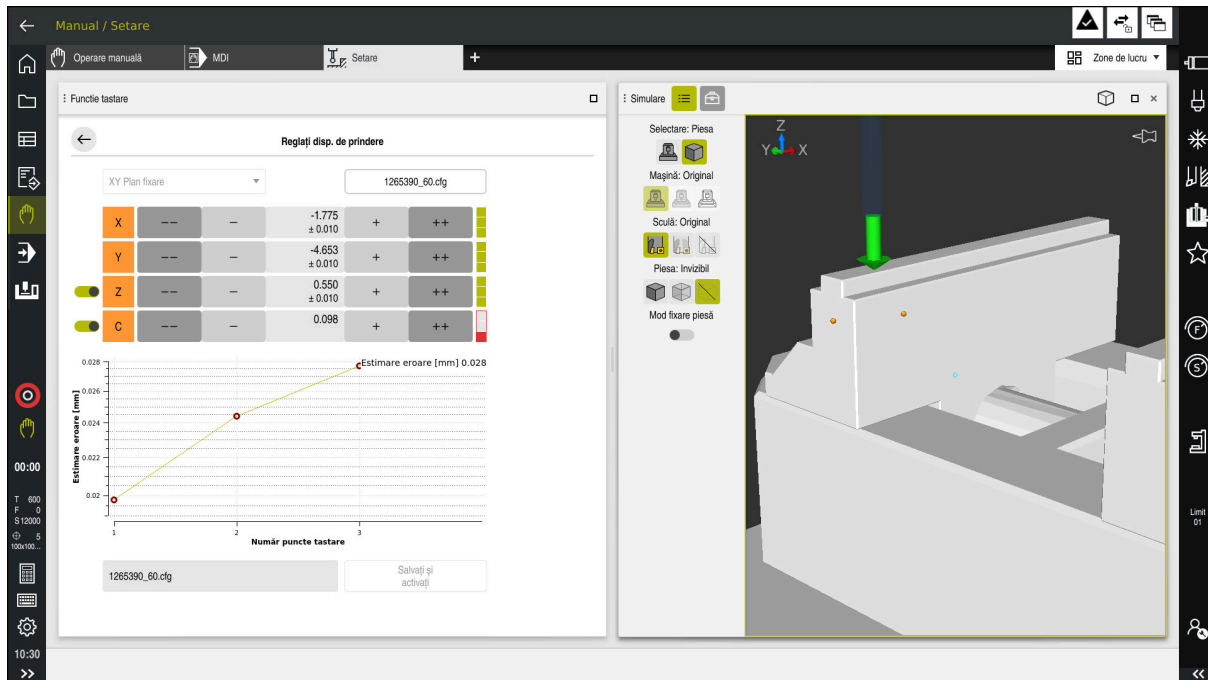 Manual / Setare
Operare manuală
MDI
Setare
+
Zone de lucru
Functie tastare
Reglați disp. de prindere
XY Plan fixare
1265390_60.cfg
X -- - -1.775 ± 0.010 + ++
Y -- - -4.653 ± 0.010 + ++
Z -- - 0.550 ± 0.010 + ++
C -- - 0.098 + ++
Estimare eroare [mm] 0.028
Estimare eroare [mm]
0.028
0.026
0.024
0.022
0.02
1 2 3
Număr puncte tastare
1265390_60.cfg
Salvați și
activați
Simulare
Selectare: Piesa
Mașină: Original
Sculă: Original
Piesa: Invizibil
Mod fixare piesă
Z
Y X
00:00
T 600
F 0
S 12000
5
100x100...
10:30
F
S
Limit
01